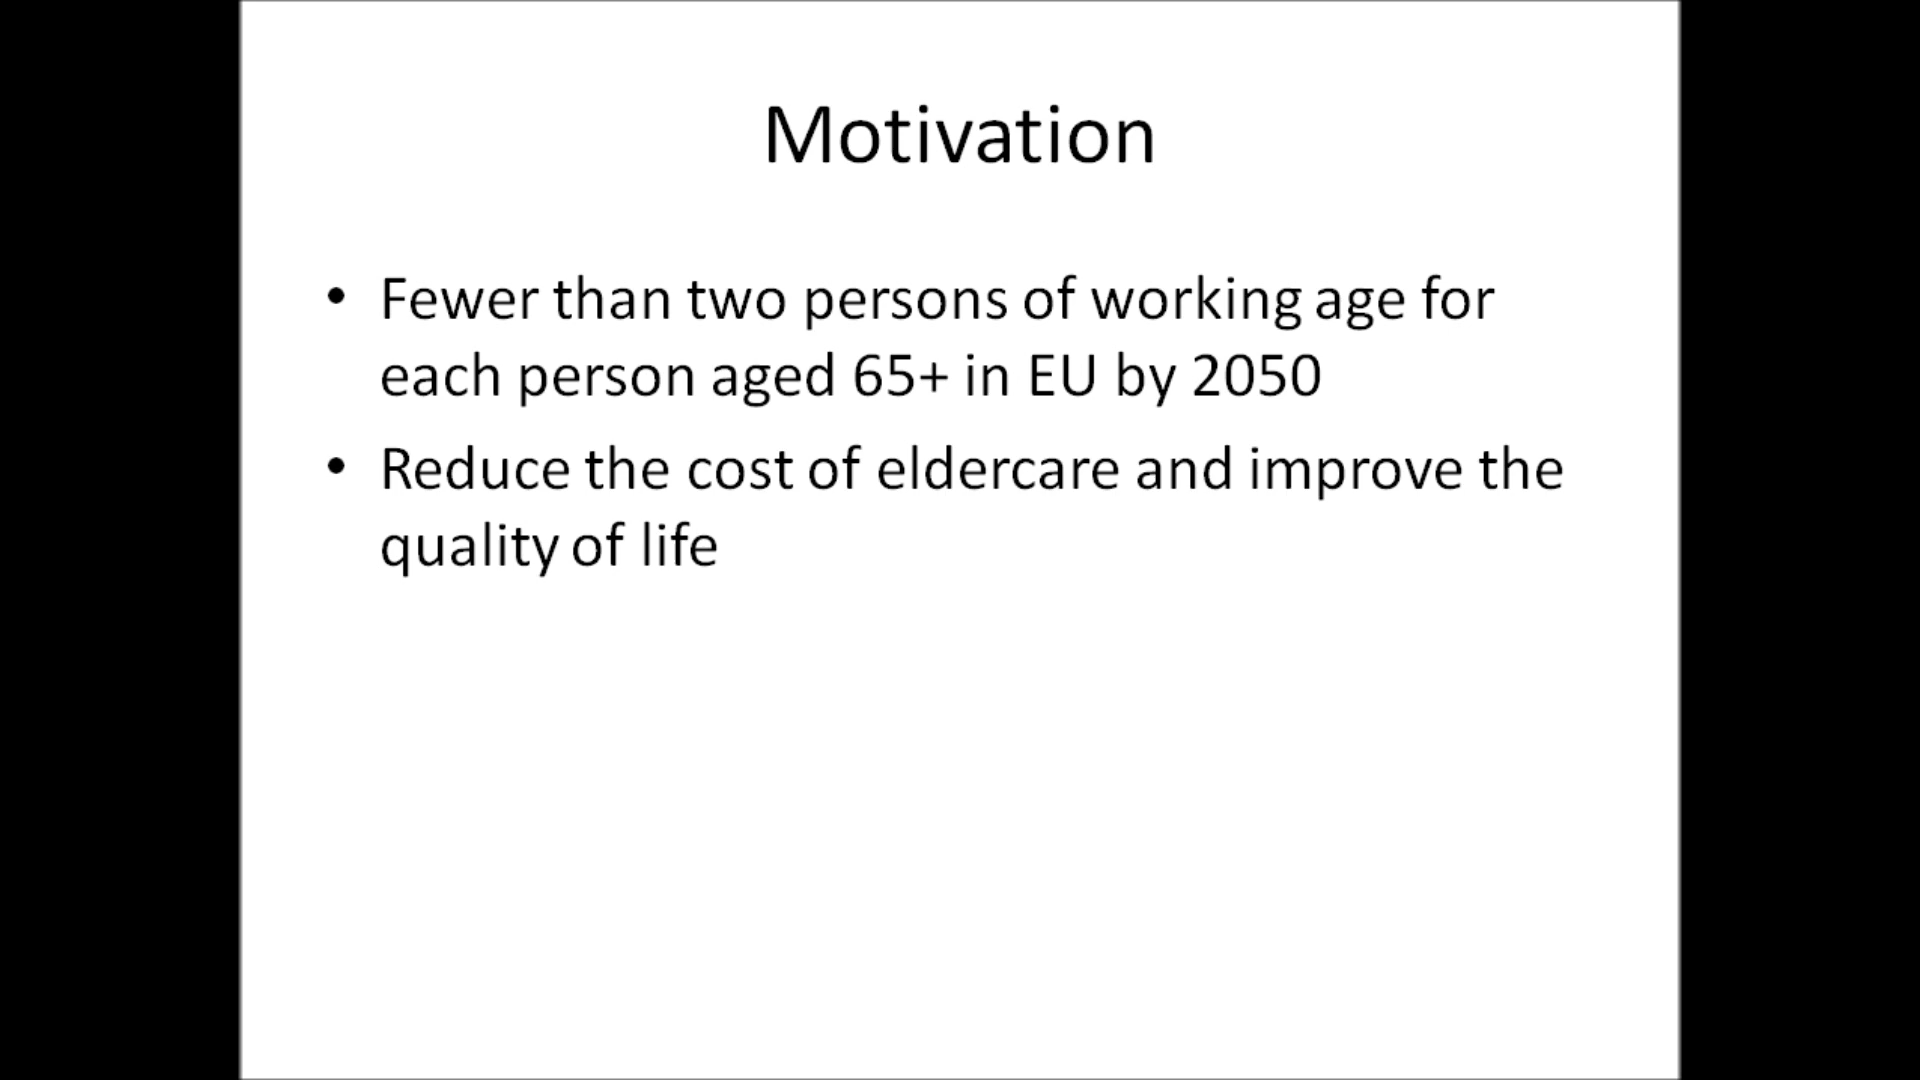 Motivation
• Fewer than two persons of working age for
each person aged 65+ in EU by 2050
• Reduce the cost of eldercare and improve the
quality of life